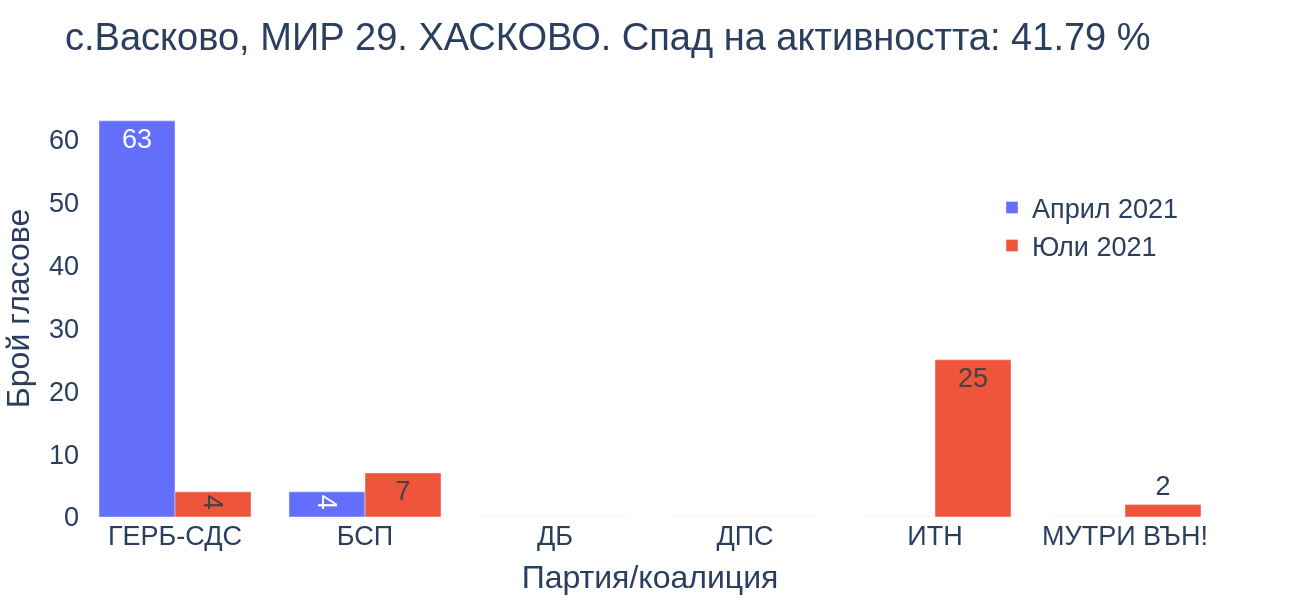 с.Васково, МИР 29. ХАСКОВО. Спад на активността: 41.79 %
Брой гласове
60
50
40
30
20
10
0
63
4
4
7
25
2
Април 2021
Юли 2021
ГЕРБ-СДС
БСП
ДБ
ДПС
ИТН
МУТРИ ВЪН!
Партия/коалиция